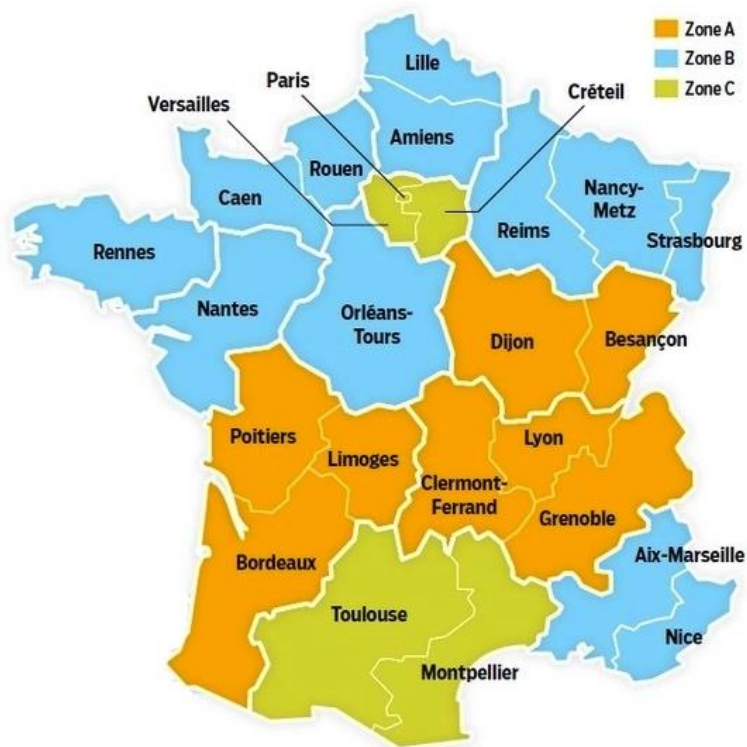 Zone A
Zone B
Zone C
Lille
Paris
Créteil
Versailles
Amiens
Rouen
Caen
Nancy-
Metz
Reims
Strasbourg
Rennes
Nantes
Orléans-
Tours
Dijon
Besançon
Poitiers
Limoges
Lyon
Clermont-
Ferrand
Grenoble
Bordeaux
Aix-Marseille
Toulouse
Nice
Montpellier